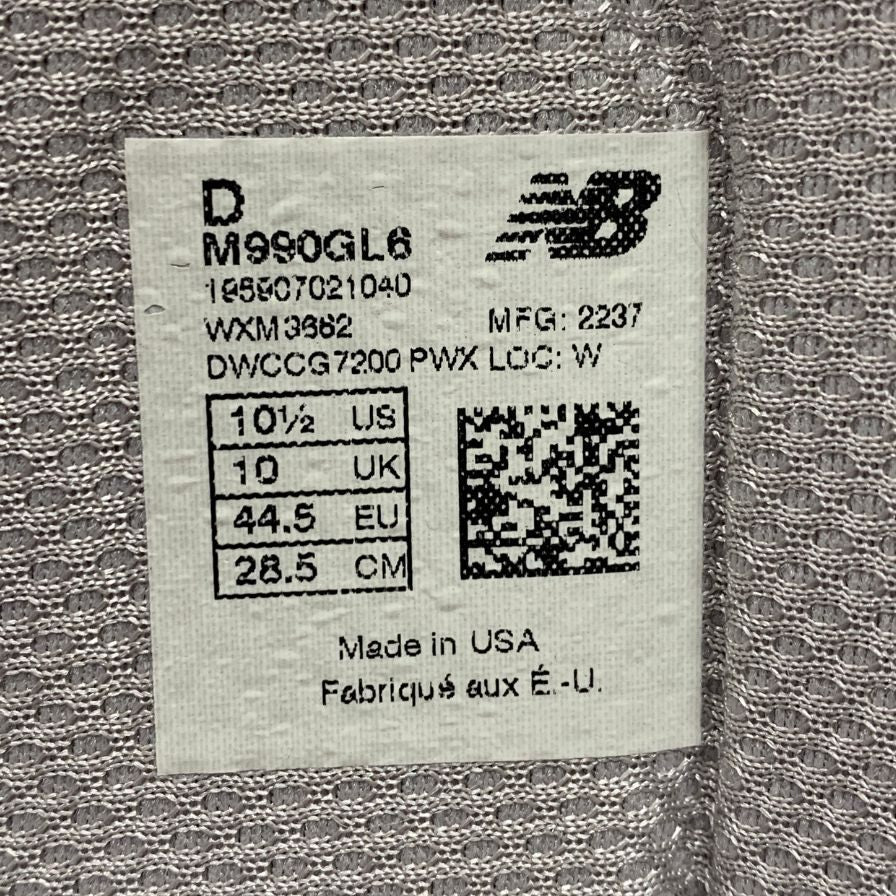 D
M990GL6
NB
195907021040
WXM3662 MFG: 2237
DWCCG7200 PWX LOC: W
10½ US
10 UK
44.5 EU
28.5 CM
Made in USA
Fabriqué aux É.-U.